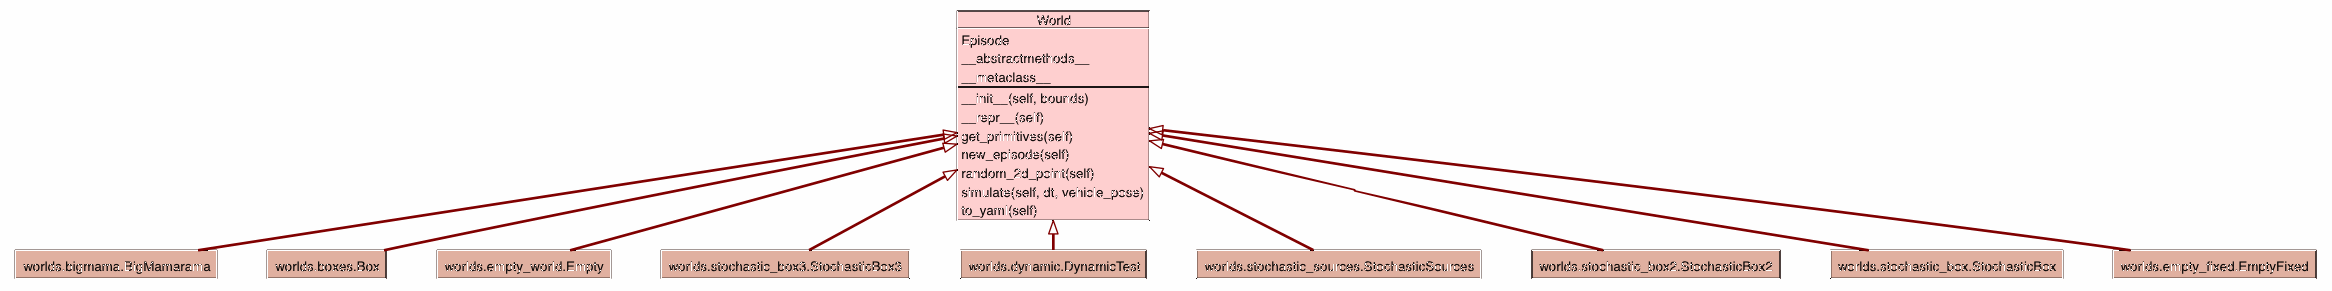 World
Episode
__abstractmethods__
__metaclass__
__init__(self, bounds)
__repr__(self)
get_primitives(self)
new_episode(self)
random_2d_point(self)
simulate(self, dt, vehicle_pose)
to_yaml(self)
worlds.bigmama.BigMamarama
worlds.boxes.Box
worlds.empty_world.Empty
worlds.stochastic_box3.StochasticBox3
worlds.dynamic.DynamicTest
worlds.stochastic_sources.StochasticSources
worlds.stochastic_box2.StochasticBox2
worlds.stochastic_box.StochasticBox
worlds.empty_fixed.EmptyFixed